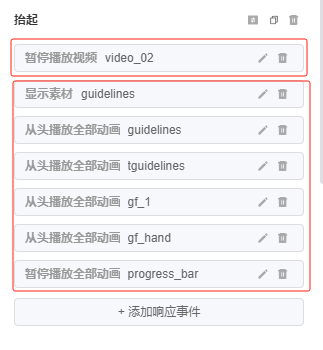 抬起
暂停播放视频 video_02
显示素材 guidelines
从头播放全部动画 guidelines
从头播放全部动画 tguidelines
从头播放全部动画 gf_1
从头播放全部动画 gf_hand
暂停播放全部动画 progress_bar
+ 添加响应事件